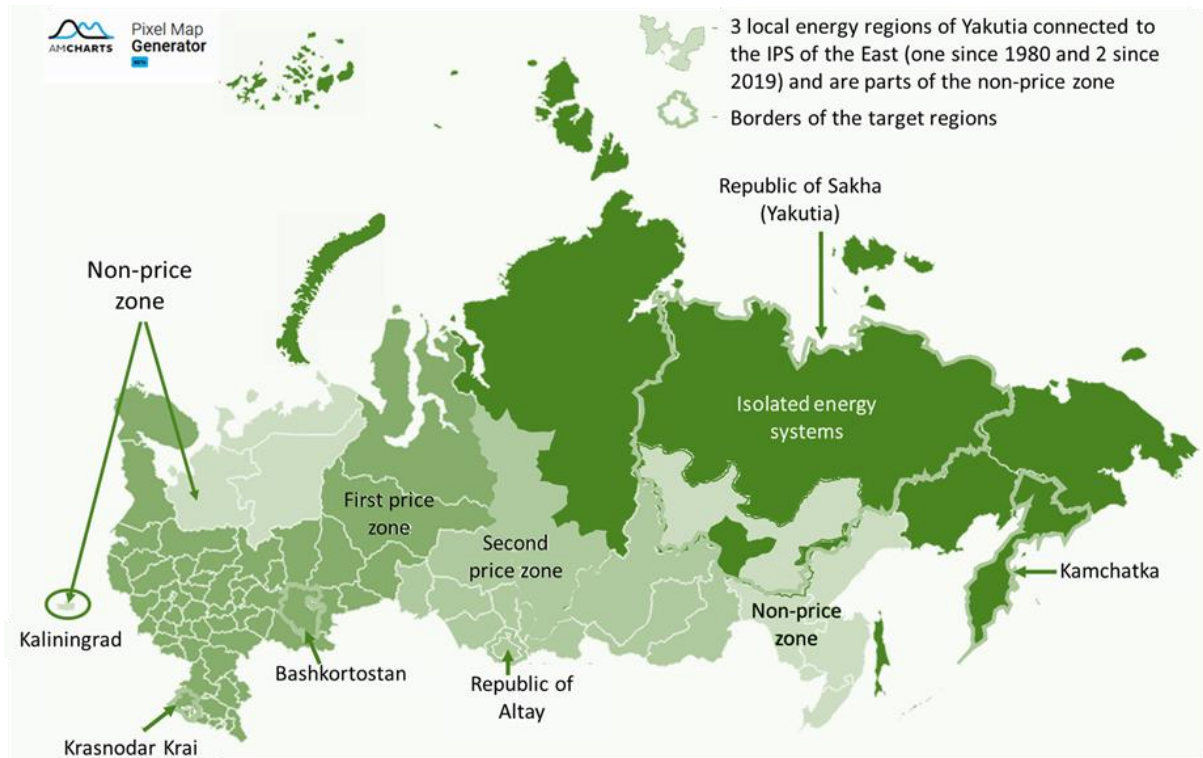 AMCHARTS
Pixel Map
Generator
BETA
3 local energy regions of Yakutia connected to
the IPS of the East (one since 1980 and 2 since
2019) and are parts of the non-price zone
Borders of the target regions
Republic of Sakha
(Yakutia)
Non-price
zone
Isolated energy
systems
First price
zone
Second
price zone
Non-price
zone
Kamchatka
Kaliningrad
Bashkortostan
Republic of
Altay
Krasnodar Krai